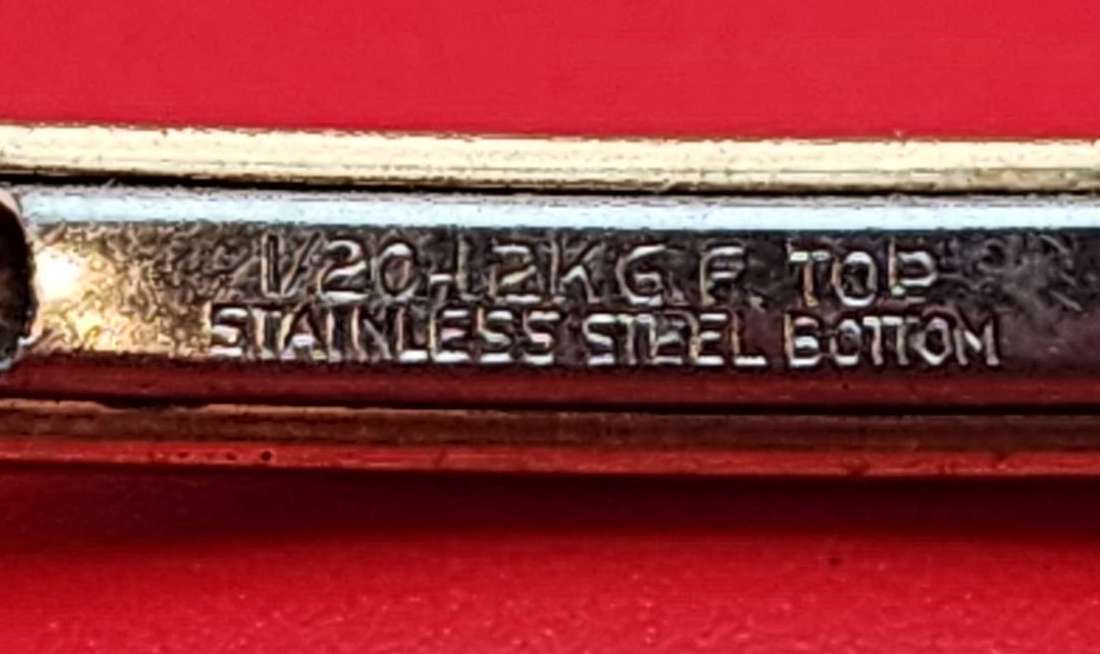 1/20-12K G.F. TOP
STAINLESS STEEL BOTTOM